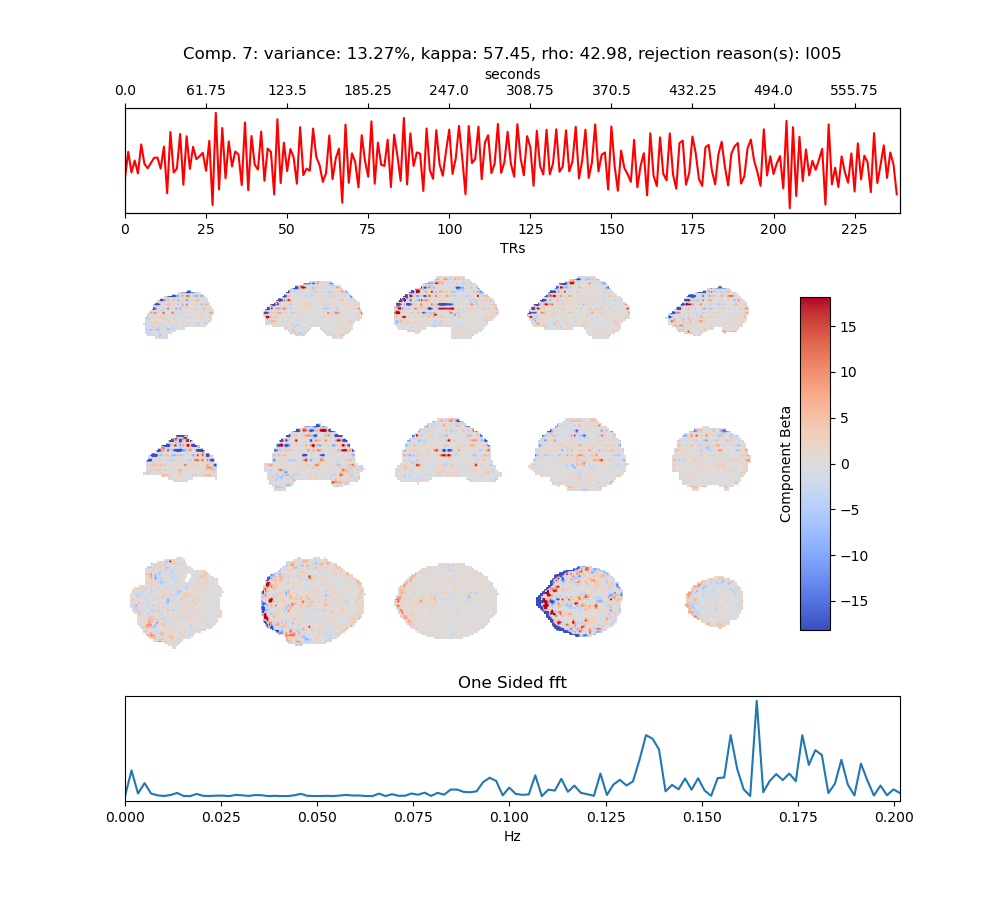 Comp. 7: variance: 13.27%, kappa: 57.45, rho: 42.98, rejection reason(s): I005
seconds
0.0 61.75 123.5 185.25 247.0 308.75 370.5 432.25 494.0 555.75
0 25 50 75 100 125 150 175 200 225
TRs
15
10
5
0
−5
−10
−15
Component Beta
One Sided fft
0.000 0.025 0.050 0.075 0.100 0.125 0.150 0.175 0.200
Hz